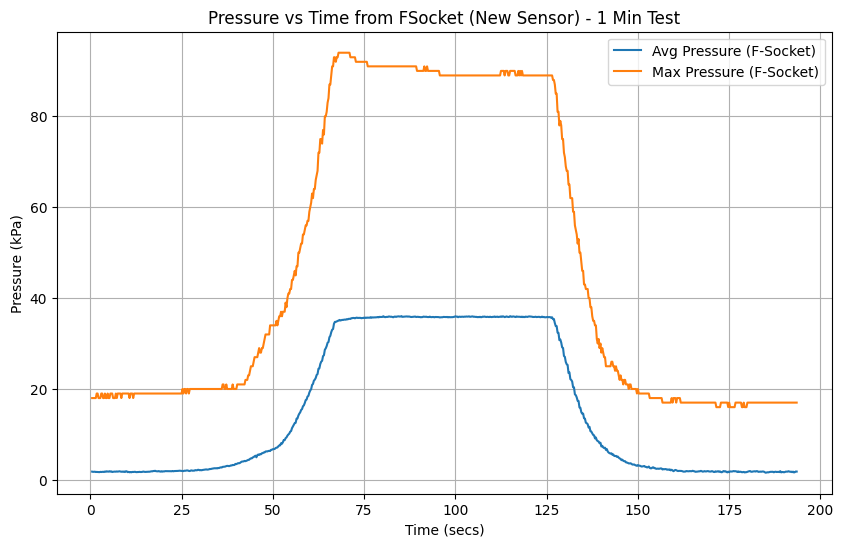 Pressure vs Time from FSocket (New Sensor) - 1 Min Test
Avg Pressure (F-Socket)
Max Pressure (F-Socket)
Pressure (kPa)
80
60
40
20
0
0 25 50 75 100 125 150 175 200
Time (secs)